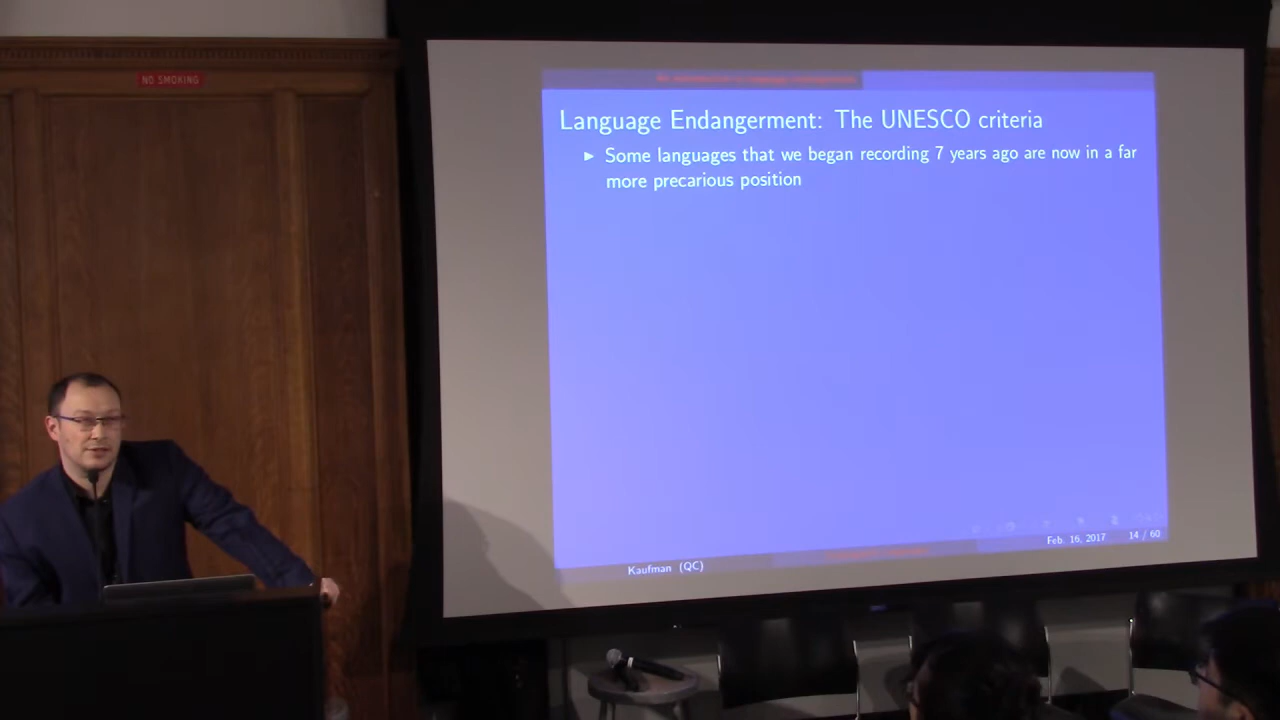 NO SMOKING
Language Endangerment: The UNESCO criteria
Some languages that we began recording 7 years ago are now in a far
more precarious position
Feb. 16, 2017 14 / 60
Kaufman (QC)